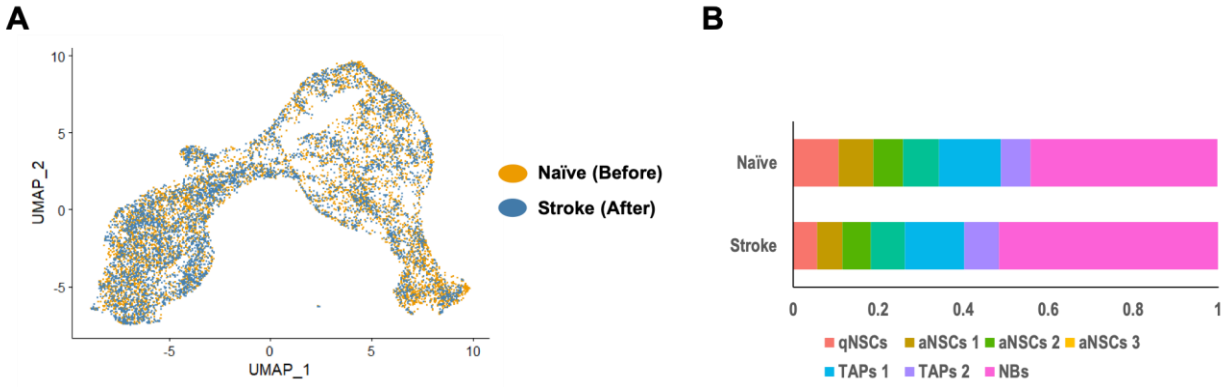 A
B
10
5
0
-5
UMAP_2
-5
0
5
10
UMAP_1
Naïve (Before)
Stroke (After)
Naïve
Stroke
0
0.2
0.4
0.6
0.8
1
qNSCs
aNSCs 1
aNSCs 2
aNSCs 3
TAPs 1
TAPs 2
NBs